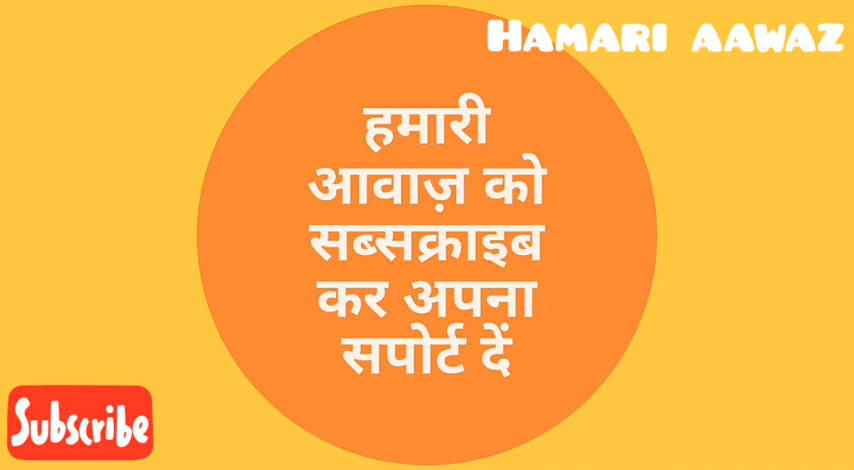 Hamari aawaz
हमारी
आवाज़ को
सब्सक्राइब
कर अपना
सपोर्ट दें
Subscribe